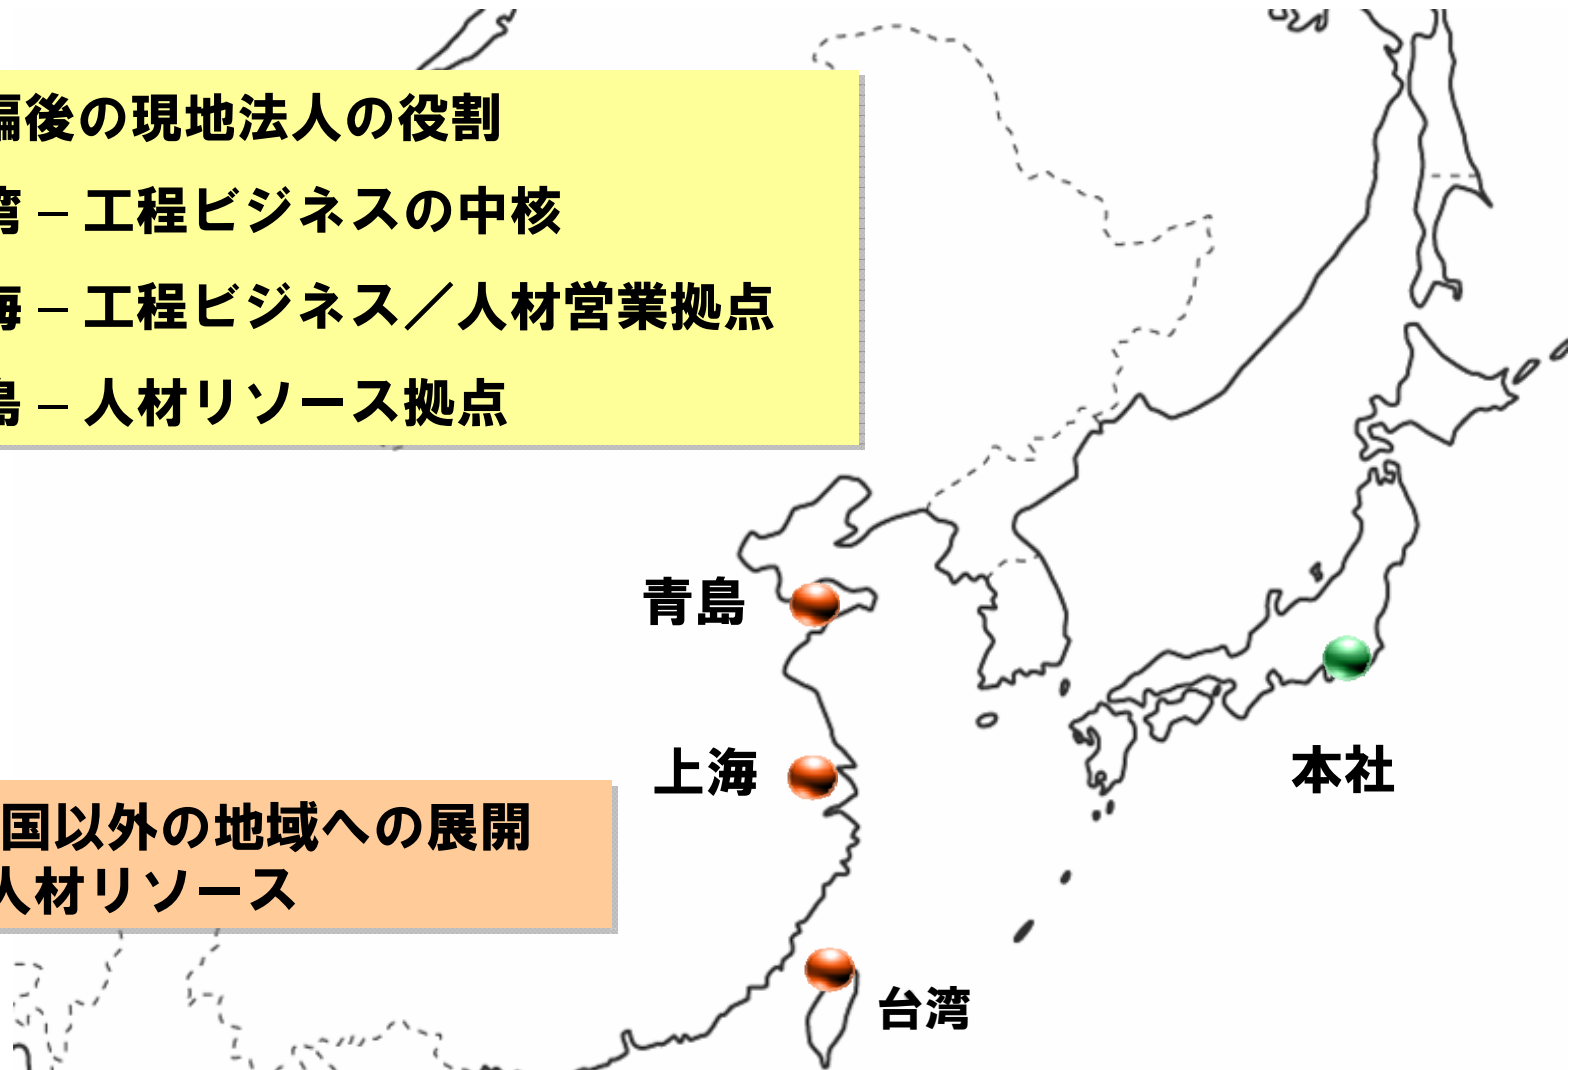 編後の現地法人の役割
湾 – 工程ビジネスの中核
海 – 工程ビジネス／人材営業拠点
島 – 人材リソース拠点
青島
上海
本社
国以外の地域への展開
人材リソース
台湾